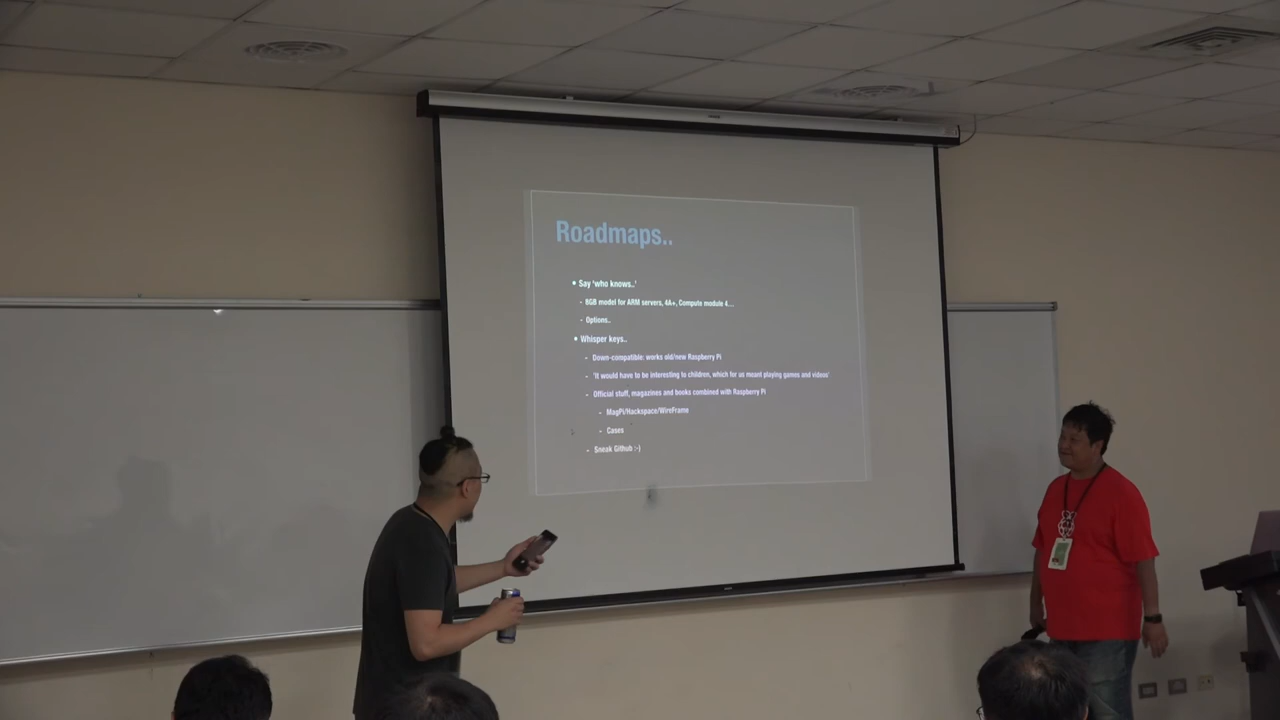 Roadmaps..
• Say 'who knows..'
- 8GB model for ARM servers, 4A+, Compute module 4...
- Options..
• Whisper keys..
- Down-compatible: works old/new Raspberry Pi
- 'It would have to be interesting to children, which for us meant playing games and videos'
- Official stuff, magazines and books combined with Raspberry Pi
- MagPi/Hackspace/WireFrame
- Cases
- Sneak Github :-)